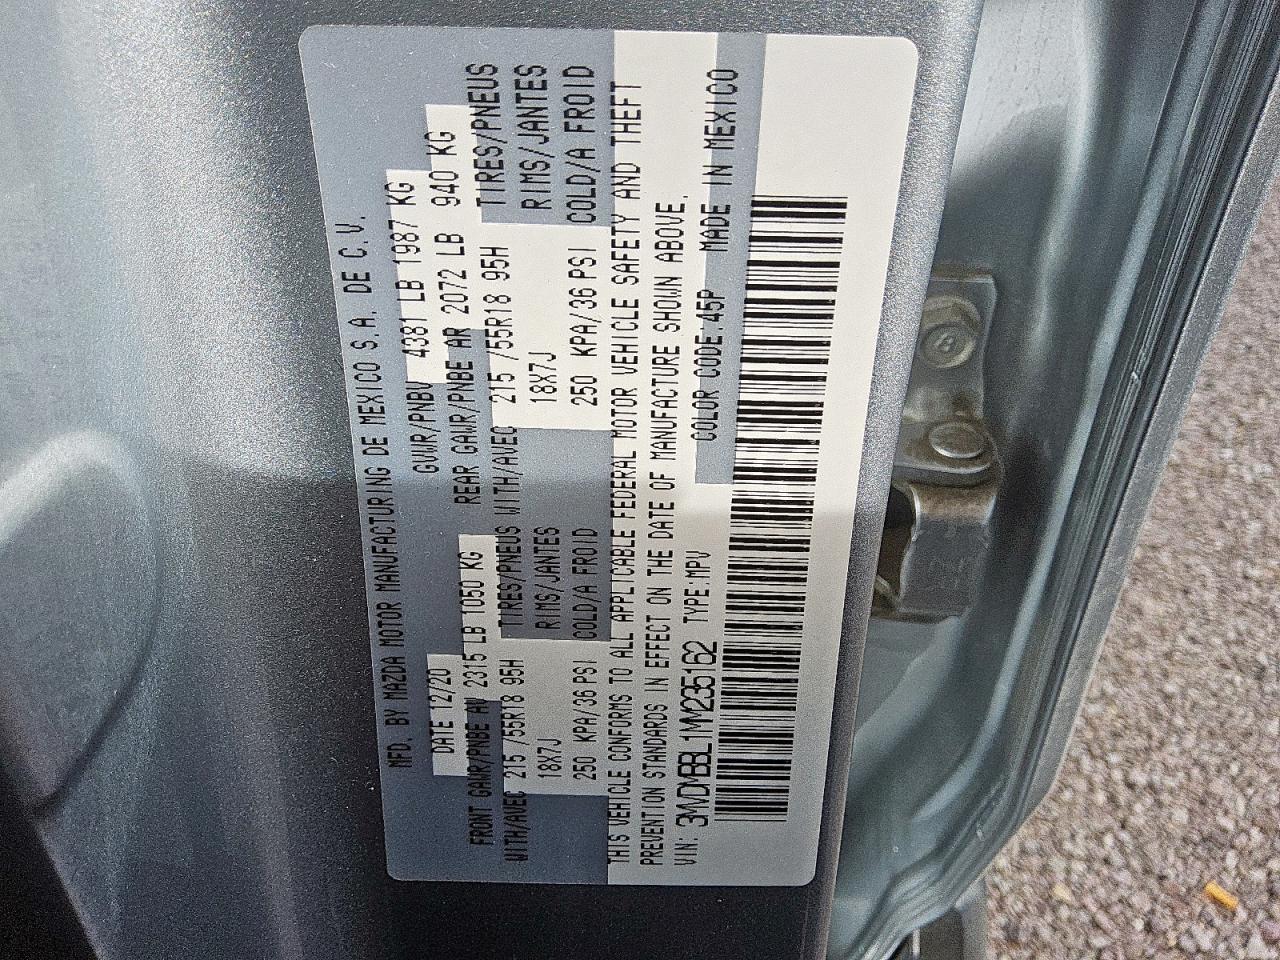 MFD. BY MAZDA MOTOR MANUFACTURING DE MEXICO S.A. DE C.V.
DATE 12/20 GVWR/PNBV 4381 LB 1987 KG
FRONT GAWR/PNBE AV 2315 LB 1050 KG REAR GAWR/PNBE AR 2072 LB 940 KG
WITH/AVEC 215 /55R18 95H TIRES/PNEUS WITH/AVEC 215 /55R18 95H TIRES/PNEUS
18X7J RIMS/JANTES 18X7J RIMS/JANTES
250 KPA/36 PSI COLD/A FROID 250 KPA/36 PSI COLD/A FROID
THIS VEHICLE CONFORMS TO ALL APPLICABLE FEDERAL MOTOR VEHICLE SAFETY AND THEFT
PREVENTION STANDARDS IN EFFECT ON THE DATE OF MANUFACTURE SHOWN ABOVE.
VIN: 3MVDMBBL1MM235162 TYPE:MPV COLOR CODE.45P MADE IN MEXICO
8